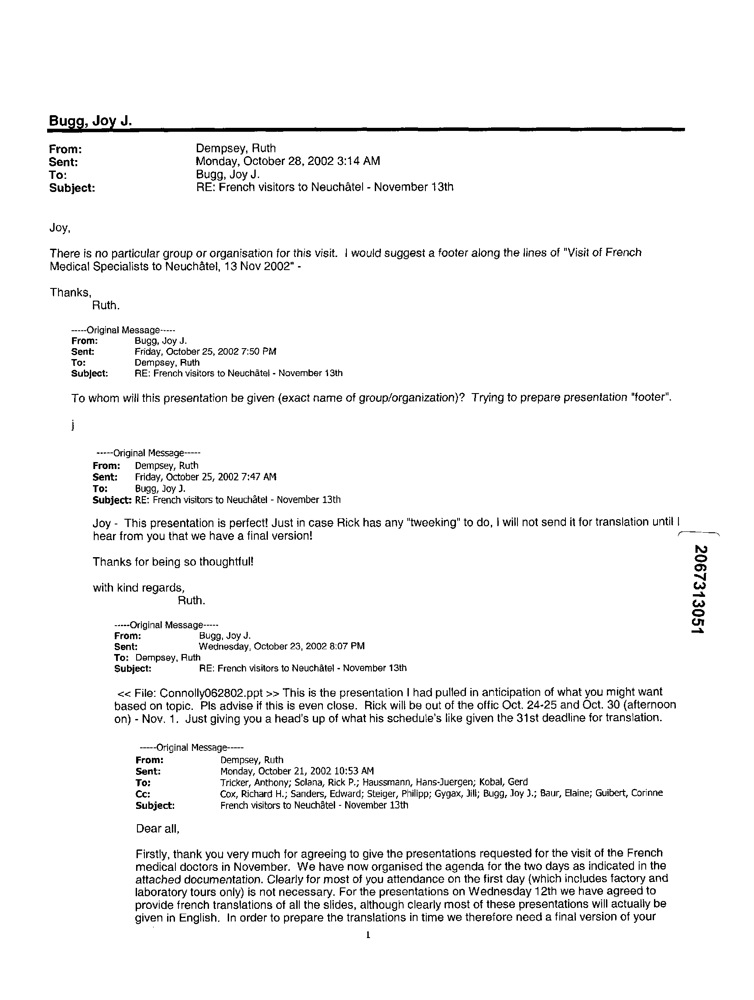 Bugg, Joy J.
From: Dempsey, Ruth
Sent: Monday, October 28, 2002 3:14 AM
To: Bugg, Joy J.
Subject: RE: French visitors to Neuchâtel - November 13th
Joy,
There is no particular group or organisation for this visit. I would suggest a footer along the lines of "Visit of French
Medical Specialists to Neuchâtel, 13 Nov 2002" -
Thanks,
Ruth.
-----Original Message-----
From: Bugg, Joy J.
Sent: Friday, October 25, 2002 7:50 PM
To: Dempsey, Ruth
Subject: RE: French visitors to Neuchâtel - November 13th
To whom will this presentation be given (exact name of group/organization)? Trying to prepare presentation "footer".
j
-----Original Message-----
From: Dempsey, Ruth
Sent: Friday, October 25, 2002 7:47 AM
To: Bugg, Joy J.
Subject: RE: French visitors to Neuchâtel - November 13th
Joy - This presentation is perfect! Just in case Rick has any "tweeking" to do, I will not send it for translation until I
hear from you that we have a final version!
Thanks for being so thoughtful!
with kind regards,
Ruth.
-----Original Message-----
From: Bugg, Joy J.
Sent: Wednesday, October 23, 2002 8:07 PM
To: Dempsey, Ruth
Subject: RE: French visitors to Neuchâtel - November 13th
<< File: Connolly062802.ppt >> This is the presentation I had pulled in anticipation of what you might want
based on topic. Pls advise if this is even close. Rick will be out of the offic Oct. 24-25 and Oct. 30 (afternoon
on) - Nov. 1. Just giving you a head's up of what his schedule's like given the 31st deadline for translation.
-----Original Message-----
From: Dempsey, Ruth
Sent: Monday, October 21, 2002 10:53 AM
To: Tricker, Anthony; Solana, Rick P.; Haussmann, Hans-Juergen; Kobal, Gerd
Cc: Cox, Richard H.; Sanders, Edward; Steiger, Philipp; Gygax, Jill; Bugg, Joy J.; Baur, Elaine; Guibert, Corinne
Subject: French visitors to Neuchâtel - November 13th
Dear all,
Firstly, thank you very much for agreeing to give the presentations requested for the visit of the French
medical doctors in November. We have now organised the agenda for the two days as indicated in the
attached documentation. Clearly for most of you attendance on the first day (which includes factory and
laboratory tours only) is not necessary. For the presentations on Wednesday 12th we have agreed to
provide french translations of all the slides, although clearly most of these presentations will actually be
given in English. In order to prepare the translations in time we therefore need a final version of your
1
2067313051